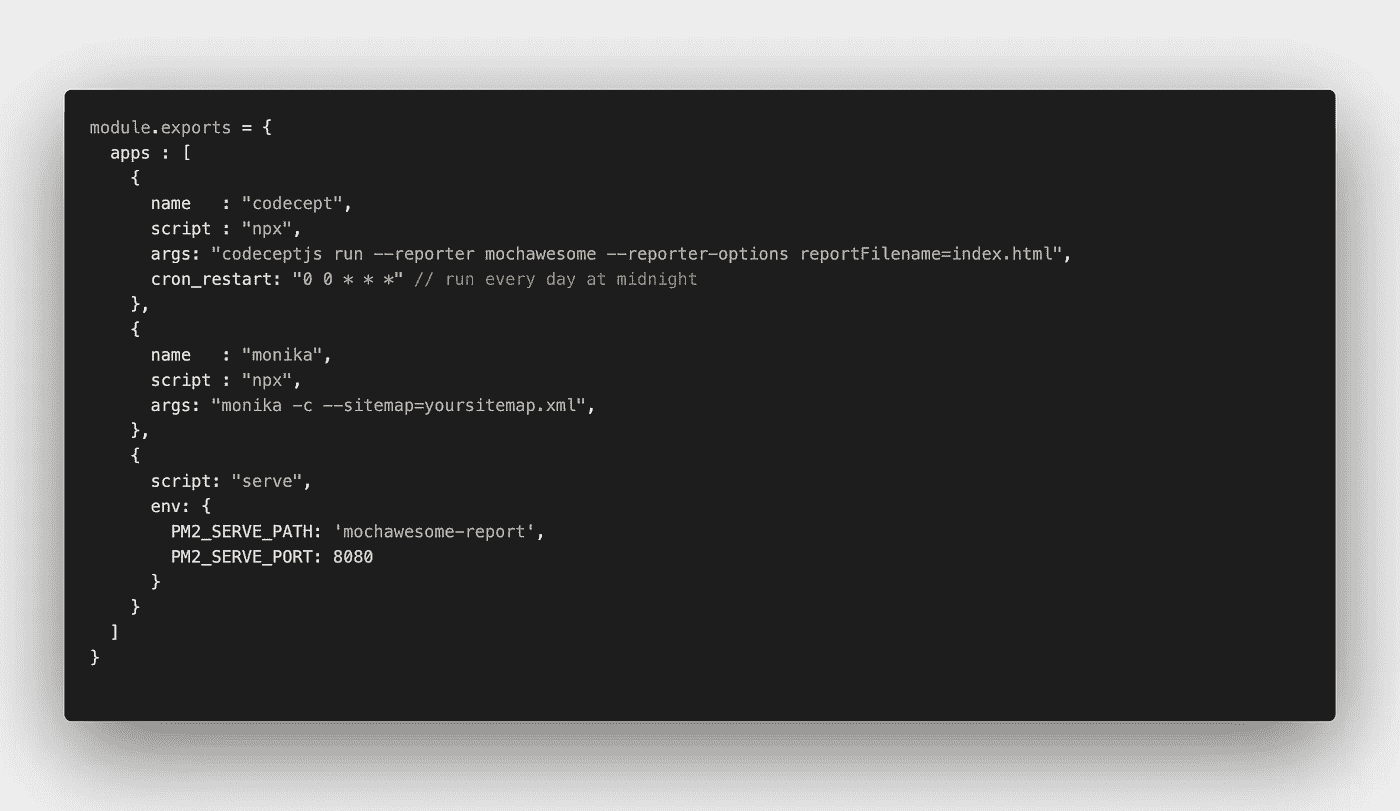 module.exports = {
  apps : [
    {
      name   : "codecept",
      script : "npx",
      args: "codeceptjs run --reporter mochawesome --reporter-options reportFilename=index.html",
      cron_restart: "0 0 * * *" // run every day at midnight
    },
    {
      name   : "monika",
      script : "npx",
      args: "monika -c --sitemap=yoursitemap.xml",
    },
    {
      script: "serve",
      env: {
        PM2_SERVE_PATH: 'mochawesome-report',
        PM2_SERVE_PORT: 8080
      }
    }
  ]
}